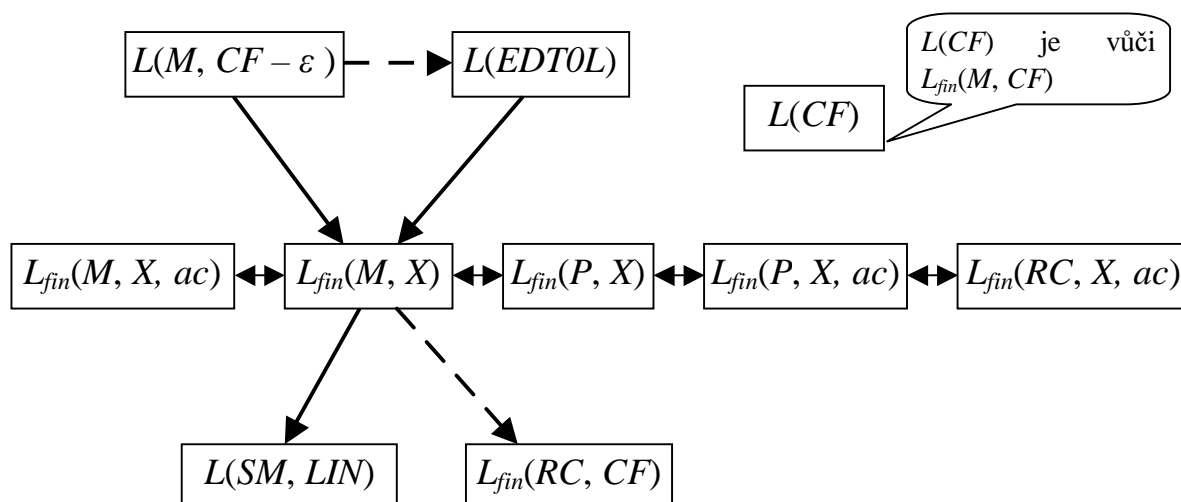 L(M, CF – ε )
L(EDT0L)
L(CF) je vůči
L_fin(M, CF)
L(CF)
L_fin(M, X, ac)
L_fin(M, X)
L_fin(P, X)
L_fin(P, X, ac)
L_fin(RC, X, ac)
L(SM, LIN)
L_fin(RC, CF)